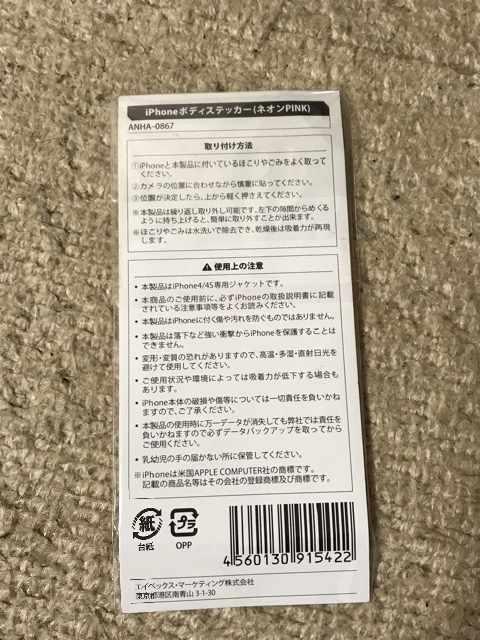 iPhoneボディステッカー(ネオンPINK)
ANHA-0867
取り付け方法
①iPhoneと本製品に付いているほこりやごみをよく取って
ください。
②カメラの位置に合わせながら慎重に貼ってください。
③位置が決定したら、上から軽く押さえてください。
※本製品は繰り返し取り外し可能です。左下の隙間からめくる
ように持ち上げると、簡単に取り外すことが出来ます。
※ほこりやごみは水洗いで除去でき、乾燥後は吸着力が再現
します。
使用上の注意
• 本製品はiPhone4/4S専用ジャケットです。
• 本商品のご使用前に、必ずiPhoneの取扱説明書に記載
されている注意事項等をよくお読みください。
• 本製品はiPhoneに付く傷や汚れを防ぐものではありません。
• 本製品は落下など強い衝撃からiPhoneを保護することは
できません。
• 変形・変質の恐れがありますので、高温・多湿・直射日光を
避けて使用してください。
• ご使用状況や環境によっては吸着力が低下する場合も
あります。
• iPhone本体の破損や傷等については一切責任を負いかね
ますので、ご了承ください。
• 本製品の使用時に万一データが消失しても弊社では責任を
負いかねますので必ずデータバックアップを取ってから
ご使用ください。
• 乳幼児の手の届かない所に保管してください。
※iPhoneは米国APPLE COMPUTER社の商標です。
記載の商品名等はその会社の登録商標及び商標です。
紙
台紙
プラ
OPP
4560130915422
エイベックス・マーケティング株式会社
東京都港区南青山 3-1-30